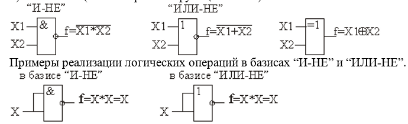 “И-НЕ” “ИЛИ-НЕ”
X1 & f=X1*X2 X1 1 f=X1+X2 X1 =1 f=X1⊕X2
X2 X2 X2
Примеры реализации логических операций в базисах “И-НЕ” и “ИЛИ-НЕ”.
в базисе “И-НЕ” в базисе “ИЛИ-НЕ”
& f=X*X=X 1 f=X*X=X
X X